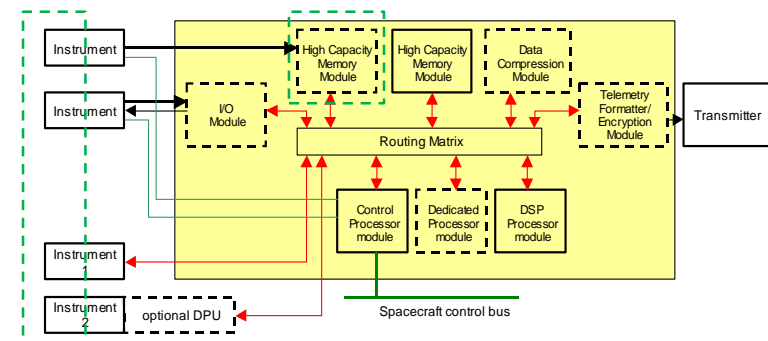 Instrument
High Capacity
Memory
Module
High Capacity
Memory
Module
Data
Compression
Module
Instrument
I/O
Module
Telemetry
Formatter/
Encryption
Module
Transmitter
Routing Matrix
Control
Processor
module
Dedicated
Processor
module
DSP
Processor
module
Instrument
1
Instrument
2
optional DPU
Spacecraft control bus